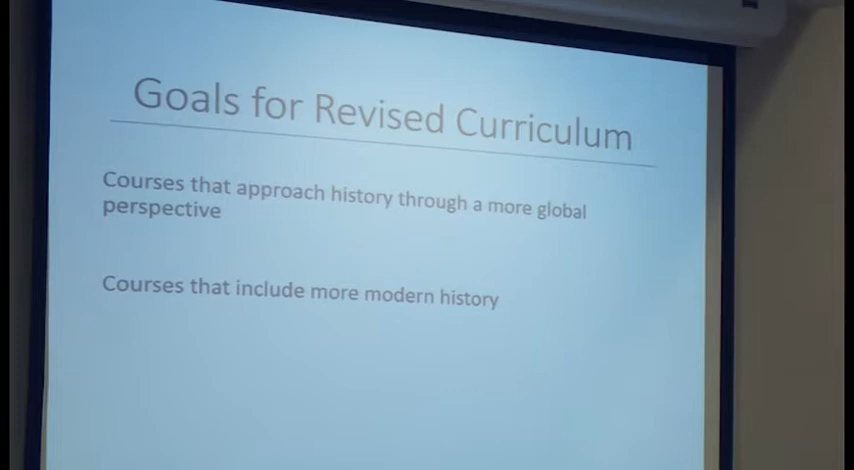 Goals for Revised Curriculum
Courses that approach history through a more global
perspective
Courses that include more modern history